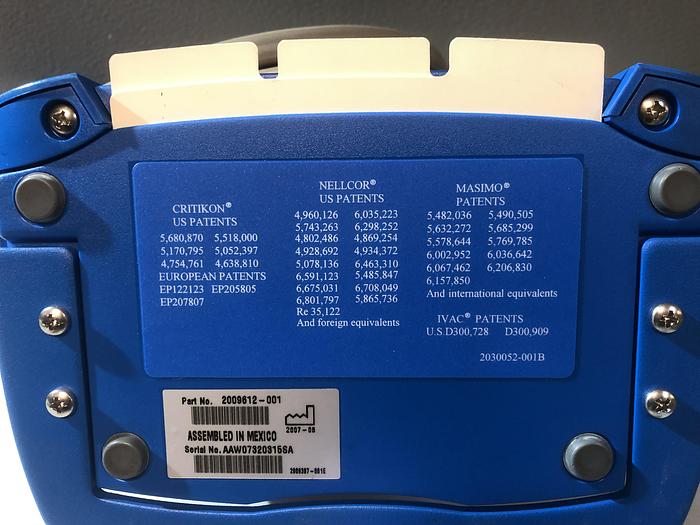 CRITIKON®
US PATENTS
5,680,870 5,518,000
5,170,795 5,052,397
4,754,761 4,638,810
EUROPEAN PATENTS
EP122123 EP205805
EP207807
NELLCOR®
US PATENTS
4,960,126 6,035,223
5,743,263 6,298,252
4,802,486 4,869,254
4,928,692 4,934,372
5,078,136 6,463,310
6,591,123 5,485,847
6,675,031 6,708,049
6,801,797 5,865,736
Re 35,122
And foreign equivalents
MASIMO®
PATENTS
5,482,036 5,490,505
5,632,272 5,685,299
5,578,644 5,769,785
6,002,952 6,036,642
6,067,462 6,206,830
6,157,850
And international equivalents
IVAC® PATENTS
U.S.D300,728 D300,909
2030052-001B
Part No. 2009612-001
2007-08
ASSEMBLED IN MEXICO
Serial No. AAW07320315SA